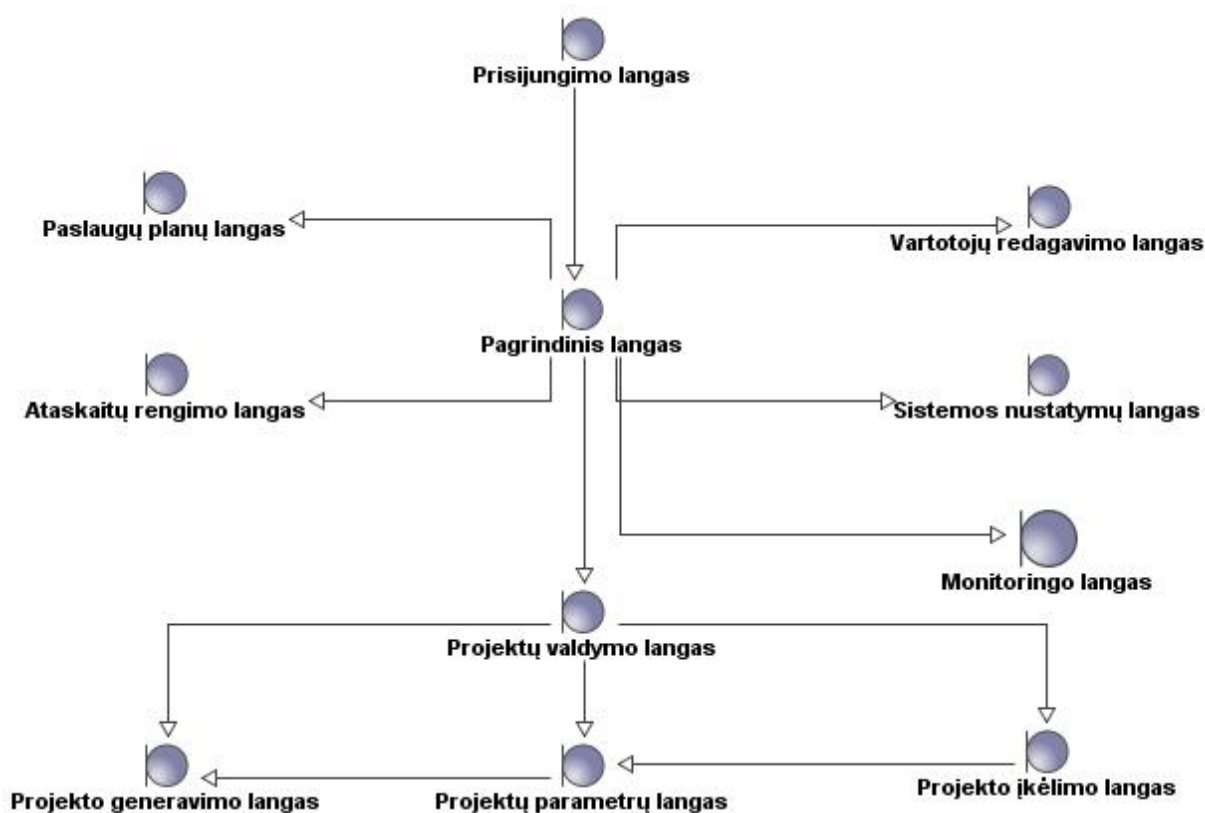 Prisijungimo langas
Paslaugų planų langas
Vartotojų redagavimo langas
Pagrindinis langas
Ataskaitų rengimo langas
Sistemos nustatymų langas
Monitoringo langas
Projektų valdymo langas
Projekto generavimo langas
Projektų parametrų langas
Projekto įkėlimo langas